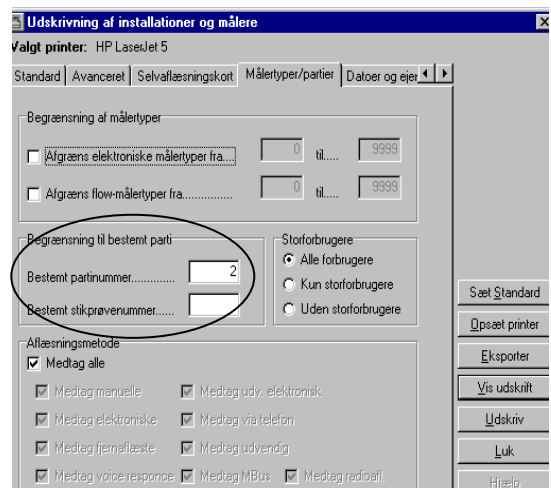 Udskrivning af installationer og målere
Valgt printer: HP LaserJet 5
Standard Avanceret Selvaflæsningskort Målertyper/partier Datoer og ejer
Begrænsning af målertyper
Afgræns elektroniske målertyper fra.... 0 til..... 9999
Afgræns flow-målertyper fra............... 0 til..... 9999
Begrænsning til bestemt parti
Bestemt partinummer............. 2
Bestemt stikprøvenummer......
Storforbrugere
Alle forbrugere
Kun storforbrugere
Uden storforbrugere
Aflæsningsmetode
Medtag alle
Medtag manuelle Medtag udv. elektronisk
Medtag elektroniske Medtag via telefon
Medtag fjernaflæste Medtag udvendig
Medtag voice responce Medtag MBus Medtag radioafl.
Sæt Standard
Opsæt printer
Eksporter
Vis udskrift
Udskriv
Luk
Hjælp